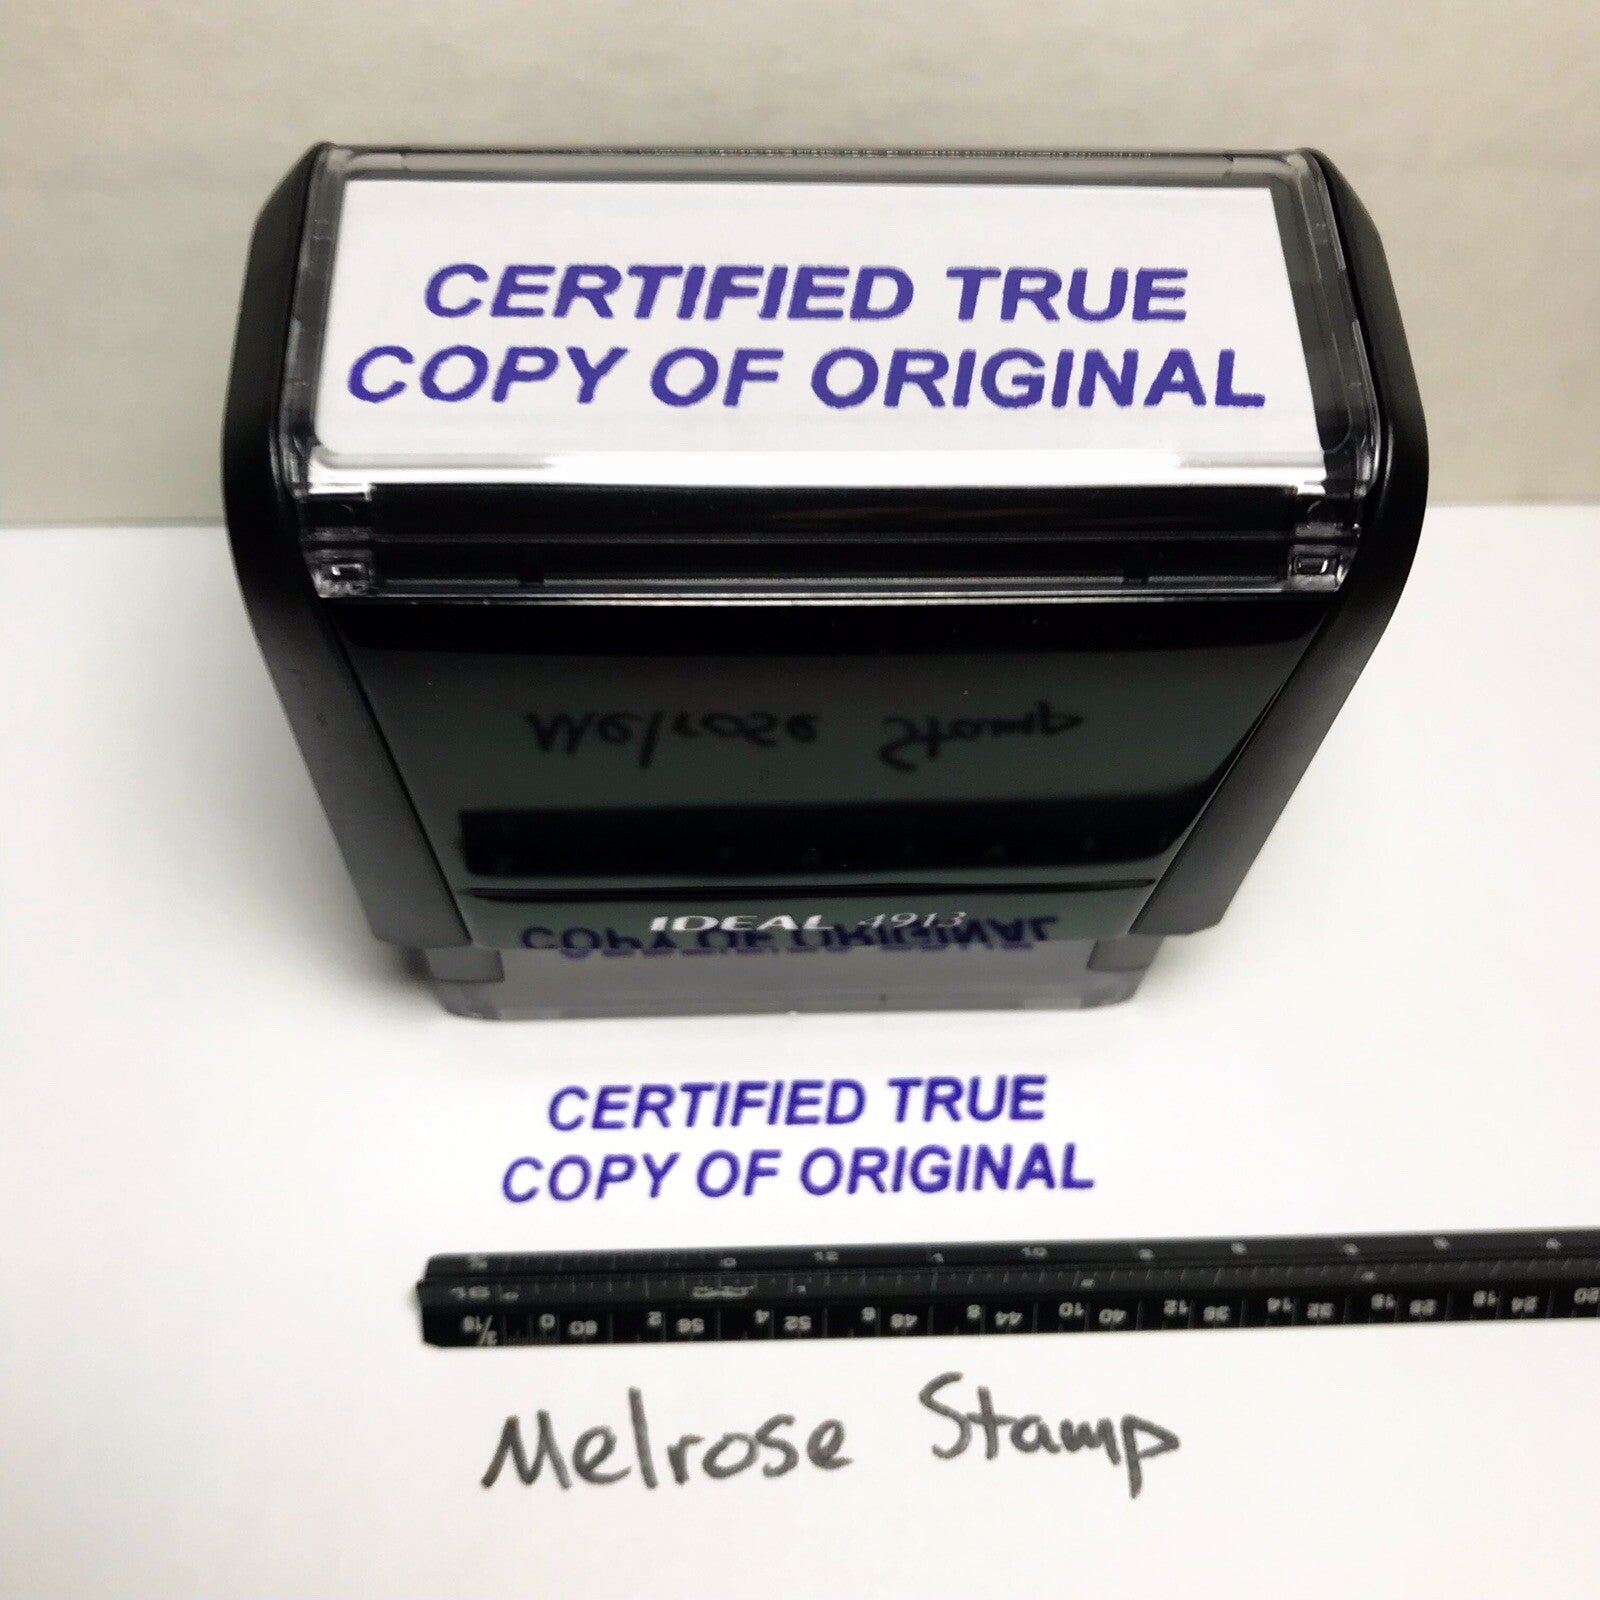 CERTIFIED TRUE
COPY OF ORIGINAL
IDEAL 4913
CERTIFIED TRUE
COPY OF ORIGINAL
Melrose Stamp